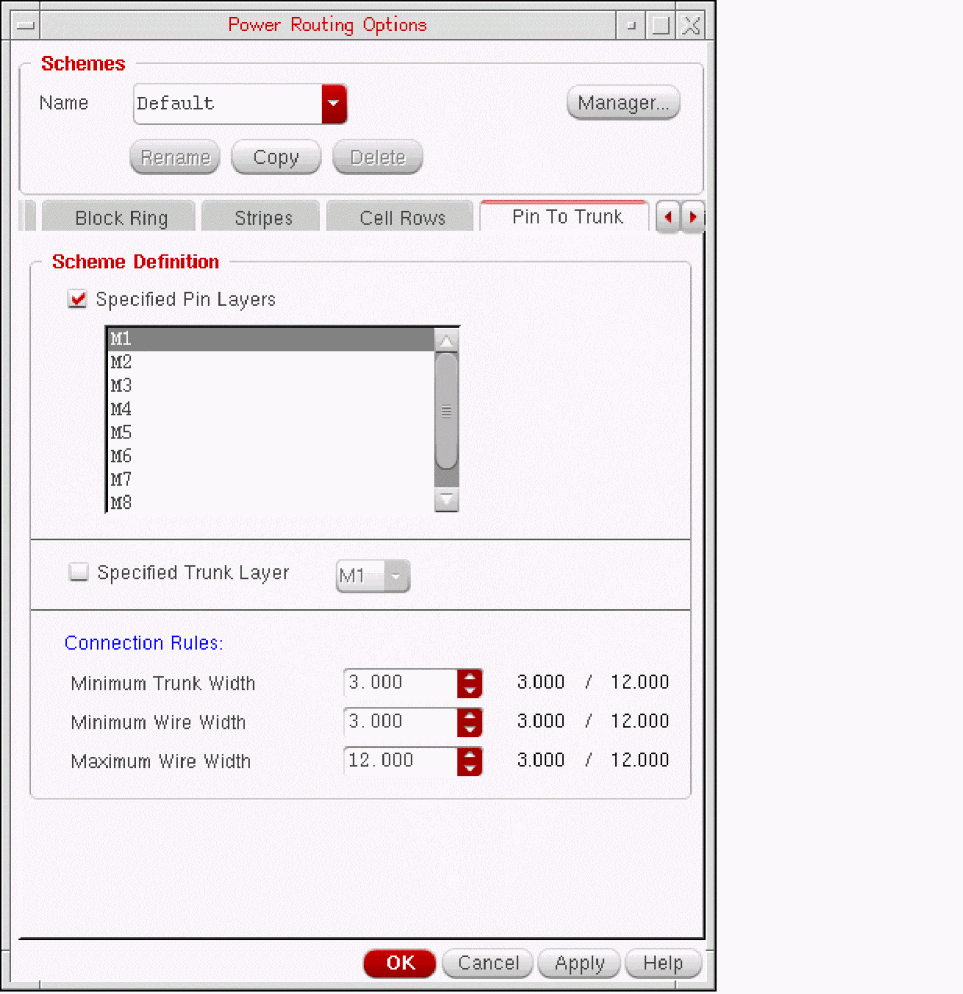 Power Routing Options
Schemes
Name Default Manager...
Rename Copy Delete
Block Ring Stripes Cell Rows Pin To Trunk
Scheme Definition
Specified Pin Layers
M1
M2
M3
M4
M5
M6
M7
M8
Specified Trunk Layer M1
Connection Rules:
Minimum Trunk Width 3.000 3.000 / 12.000
Minimum Wire Width 3.000 3.000 / 12.000
Maximum Wire Width 12.000 3.000 / 12.000
OK Cancel Apply Help